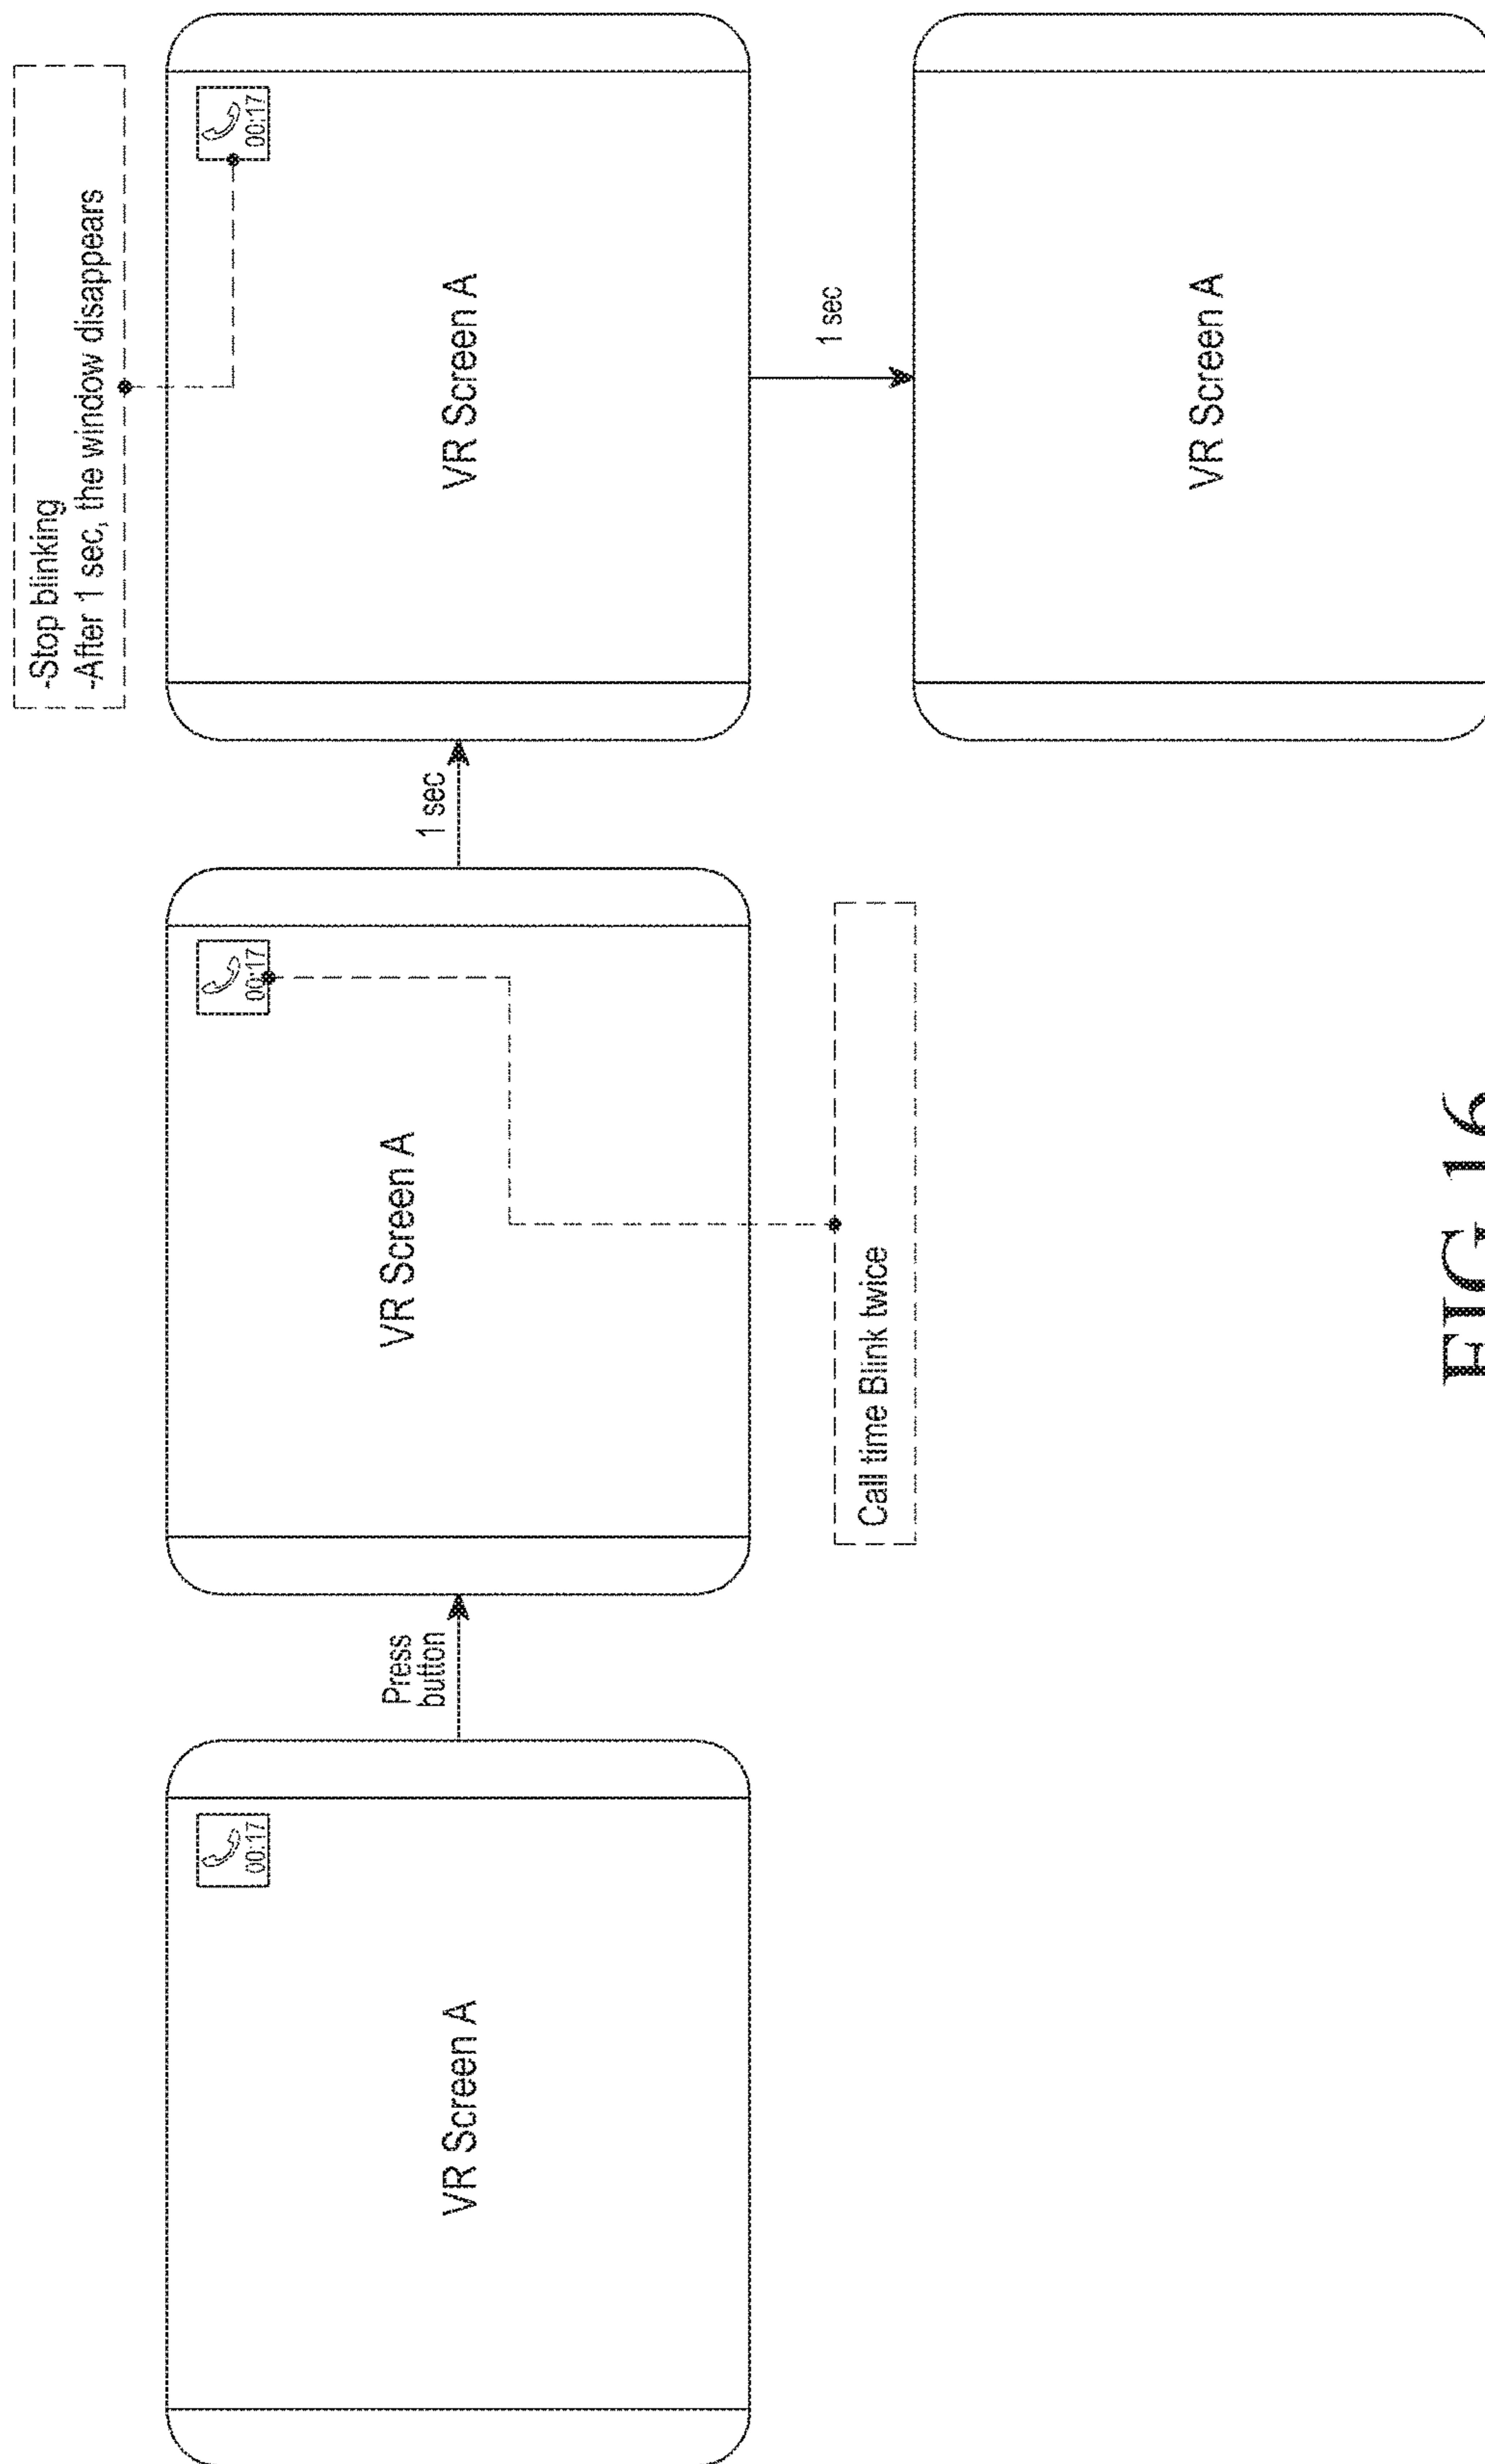 -Stop blinking
-After 1 sec, the window disappears
00:17
VR Screen A
Press
button
00:17
VR Screen A
1 sec
00:17
VR Screen A
Call time Blink twice
1 sec
VR Screen A
FIG. 16